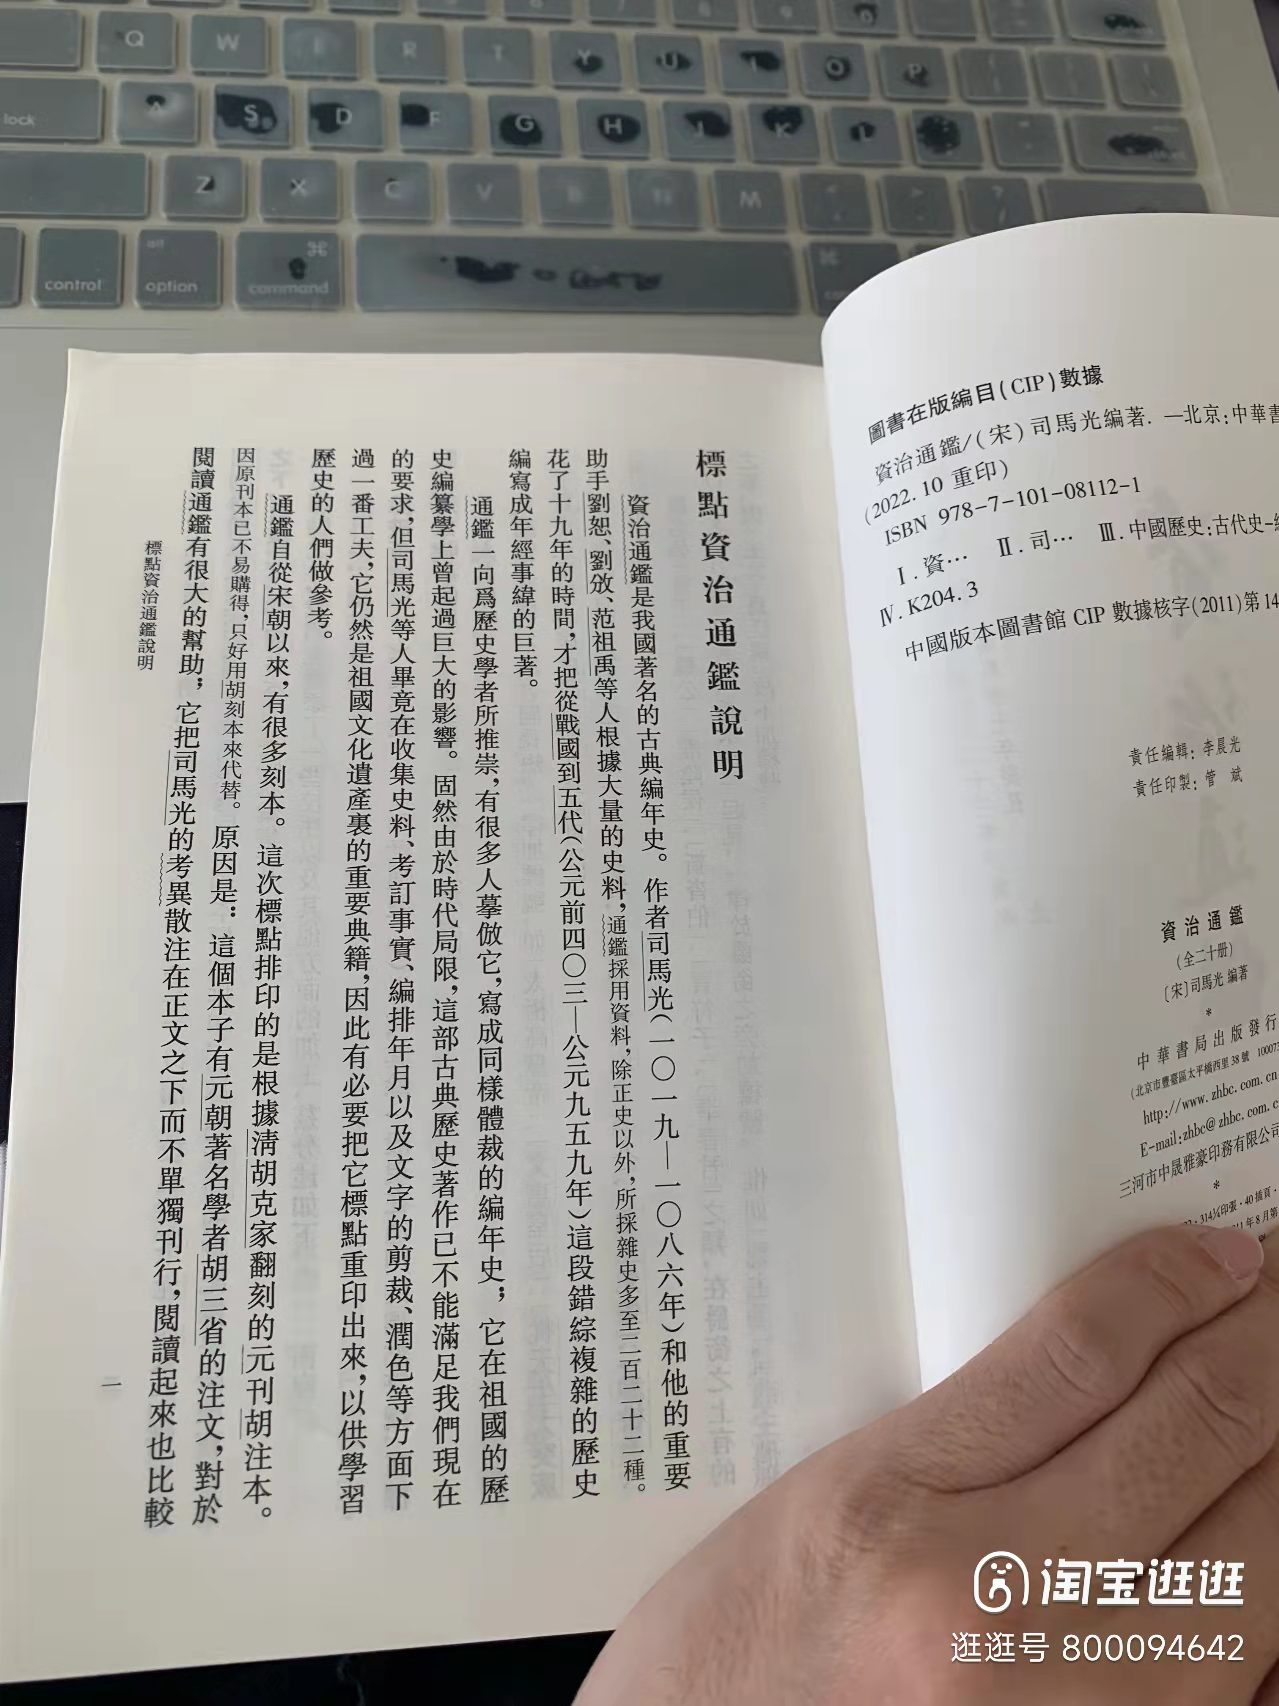 Q W E R T Y U I O P
lock A S D F G H J K L
Z X C V B N M
control alt option ⌘ command ⌘
圖書在版編目(CIP)數據
資治通鑑/(宋)司馬光編著. —北京:中華書
(2022.10 重印)
ISBN 978-7-101-08112-1
Ⅰ.資… Ⅱ.司… Ⅲ.中國歷史:古代史-
Ⅳ.K204.3
中國版本圖書館 CIP 數據核字(2011)第 14
責任編輯:李晨光
責任印製:管 斌
資治通鑑
(全二十册)
〔宋〕司馬光 編著
*
中華書局出版發行
(北京市豐臺區太平橋西里 38 號 100073
http://www.zhbc.com.cn
E-mail:zhbc@zhbc.com.c
三河市中晟雅豪印務有限公司
*
314¼印張·40 插頁·
11 年 8 月第
標點資治通鑑說明
資治通鑑是我國著名的古典編年史。作者司馬光(一〇一九—一〇八六年)和他的重要
助手劉恕、劉攽、范祖禹等人根據大量的史料,通鑑採用資料,除正史以外,所採雜史多至三百二十二種。
花了十九年的時間,才把從戰國到五代(公元前四〇三—公元九五九年)這段錯綜複雜的歷史
編寫成年經事緯的巨著。
通鑑一向爲歷史學者所推崇,有很多人摹倣它,寫成同樣體裁的編年史;它在祖國的歷
史編纂學上曾起過巨大的影響。固然由於時代局限,這部古典歷史著作已不能滿足我們現在
的要求,但司馬光等人畢竟在收集史料、考訂事實、編排年月以及文字的剪裁、潤色等方面下
過一番工夫,它仍然是祖國文化遺產裏的重要典籍,因此有必要把它標點重印出來,以供學習
歷史的人們做參考。
通鑑自從宋朝以來,有很多刻本。這次標點排印的是根據淸胡克家翻刻的元刊胡注本。
因原刊本已不易購得,只好用胡刻本來代替。原因是:這個本子有元朝著名學者胡三省的注文,對於
閱讀通鑑有很大的幫助;它把司馬光的考異散注在正文之下而不單獨刊行,閱讀起來也比較
標點資治通鑑說明
一
淘宝逛逛
逛逛号 800094642